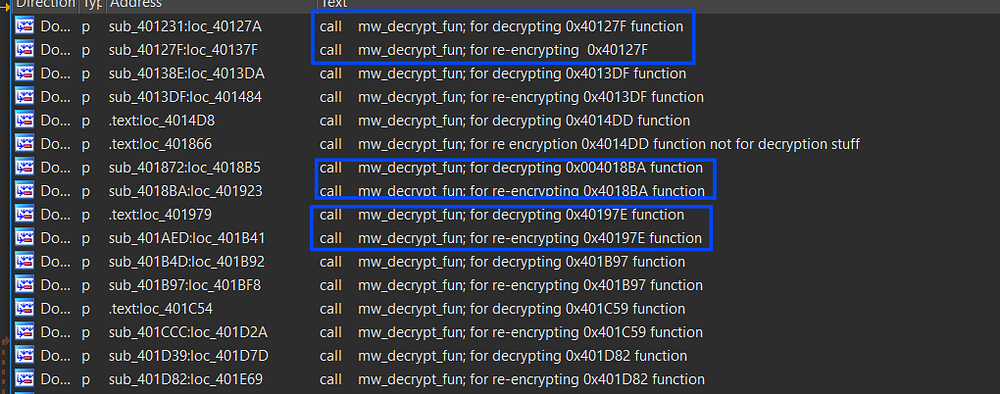 Direction Typ Address Text
Do... p sub_401231:loc_40127A call mw_decrypt_fun; for decrypting 0x40127F function
Do... p sub_40127F:loc_40137F call mw_decrypt_fun; for re-encrypting 0x40127F
Do... p sub_40138E:loc_4013DA call mw_decrypt_fun; for decrypting 0x4013DF function
Do... p sub_4013DF:loc_401484 call mw_decrypt_fun; for re-encrypting 0x4013DF function
Do... p .text:loc_4014D8 call mw_decrypt_fun; for decrypting 0x4014DD function
Do... p .text:loc_401866 call mw_decrypt_fun; for re encryption 0x4014DD function not for decryption stuff
Do... p sub_401872:loc_4018B5 call mw_decrypt_fun; for decrypting 0x004018BA function
Do... p sub_4018BA:loc_401923 call mw_decrypt_fun; for re-encrypting 0x4018BA function
Do... p .text:loc_401979 call mw_decrypt_fun; for decrypting 0x40197E function
Do... p sub_401AED:loc_401B41 call mw_decrypt_fun; for re-encrypting 0x40197E function
Do... p sub_401B4D:loc_401B92 call mw_decrypt_fun; for decrypting 0x401B97 function
Do... p sub_401B97:loc_401BF8 call mw_decrypt_fun; for re-encrypting 0x401B97 function
Do... p .text:loc_401C54 call mw_decrypt_fun; for decrypting 0x401C59 function
Do... p sub_401CCC:loc_401D2A call mw_decrypt_fun; for re-encrypting 0x401C59 function
Do... p sub_401D39:loc_401D7D call mw_decrypt_fun; for decrypting 0x401D82 function
Do... p sub_401D82:loc_401E69 call mw_decrypt_fun; for re-encrypting 0x401D82 function